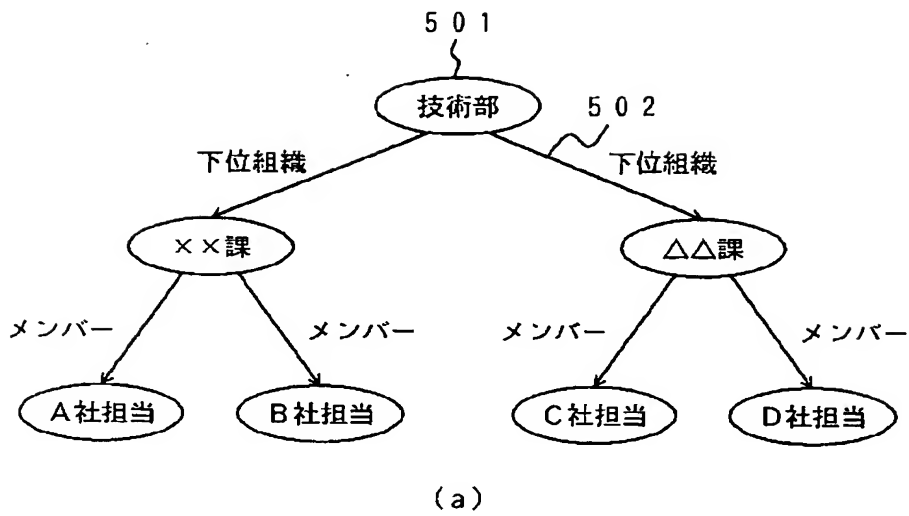 ５０１
技術部
５０２
下位組織
下位組織
××課
△△課
メンバー
メンバー
メンバー
メンバー
A社担当
B社担当
C社担当
D社担当
(a)